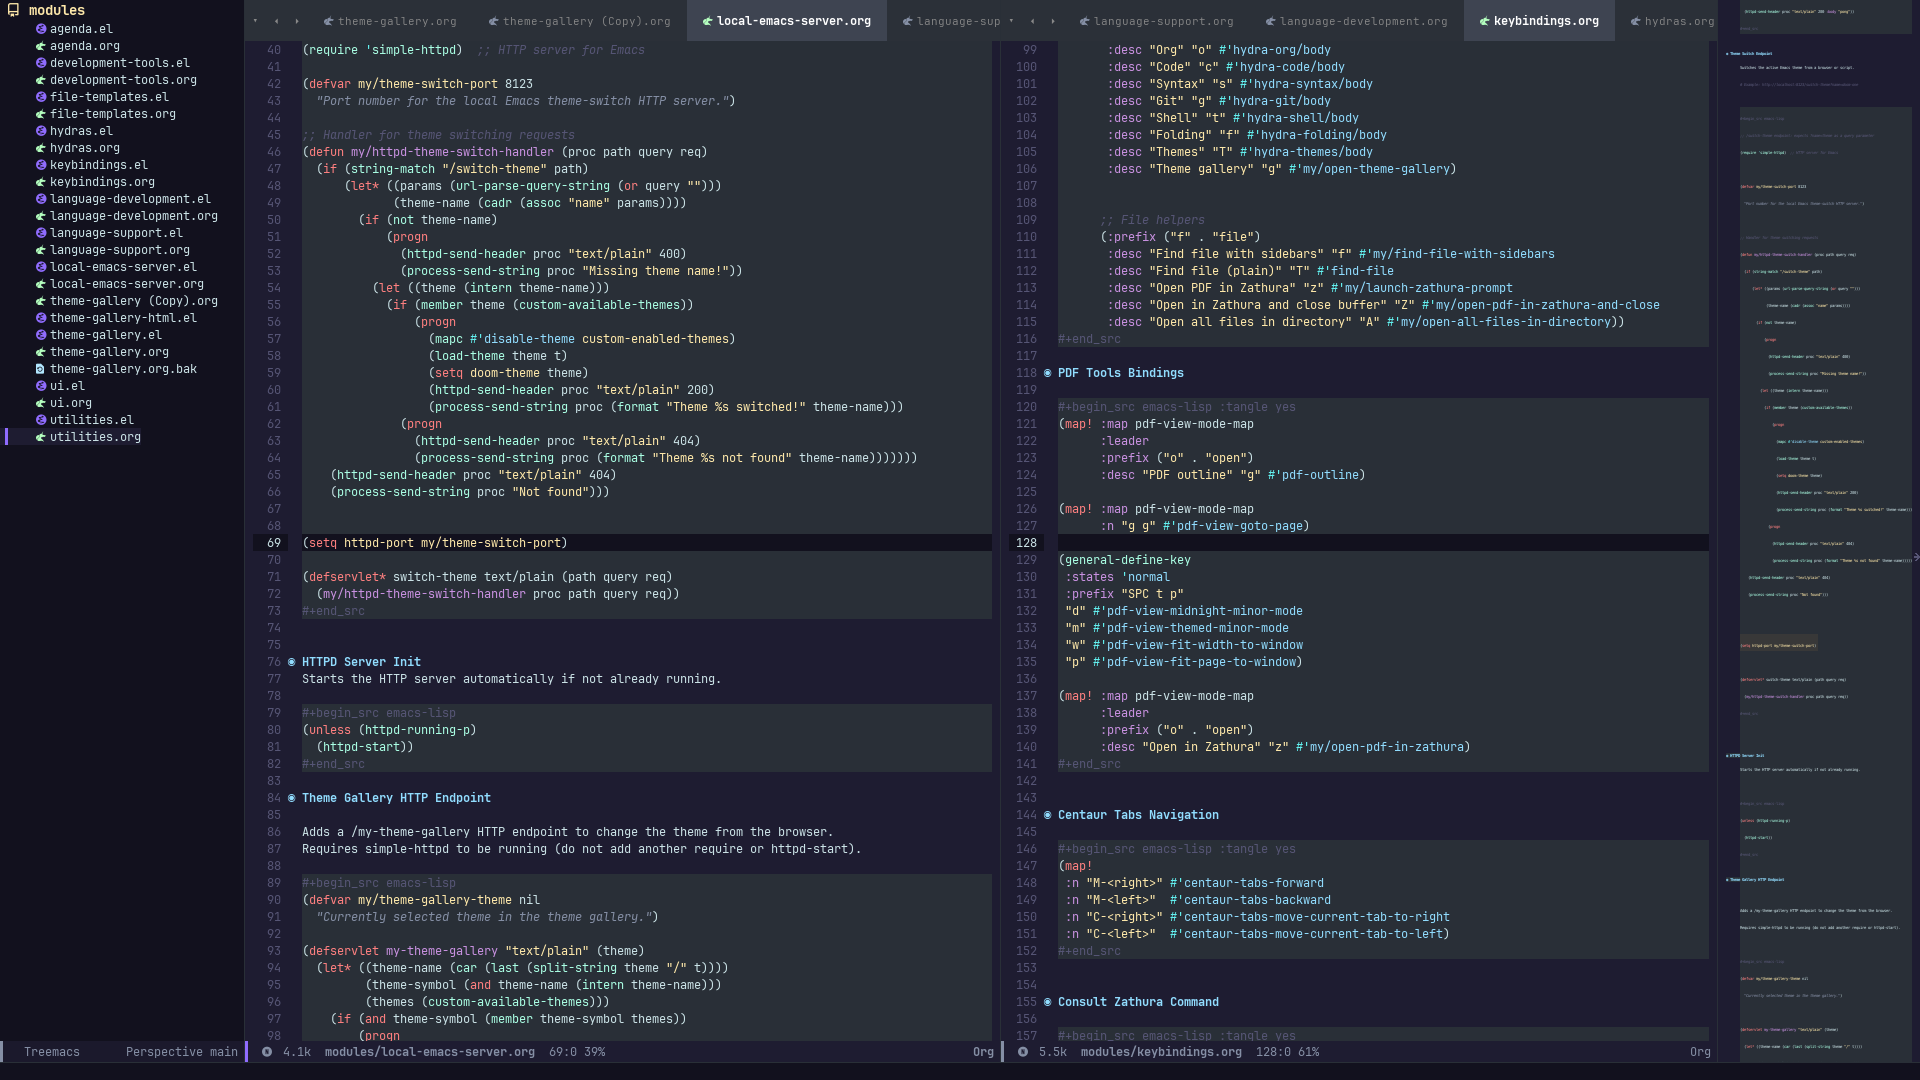 modules
agenda.el
agenda.org
development-tools.el
development-tools.org
file-templates.el
file-templates.org
hydras.el
hydras.org
keybindings.el
keybindings.org
language-development.el
language-development.org
language-support.el
language-support.org
local-emacs-server.el
local-emacs-server.org
theme-gallery (Copy).org
theme-gallery-html.el
theme-gallery.el
theme-gallery.org
theme-gallery.org.bak
ui.el
ui.org
utilities.el
utilities.org
Treemacs Perspective main
theme-gallery.org theme-gallery (Copy).org local-emacs-server.org language-sup
40 (require 'simple-httpd)  ;; HTTP server for Emacs
41
42 (defvar my/theme-switch-port 8123
43   "Port number for the local Emacs theme-switch HTTP server.")
44
45 ;; Handler for theme switching requests
46 (defun my/httpd-theme-switch-handler (proc path query req)
47   (if (string-match "/switch-theme" path)
48       (let* ((params (url-parse-query-string (or query "")))
49              (theme-name (cadr (assoc "name" params))))
50         (if (not theme-name)
51             (progn
52               (httpd-send-header proc "text/plain" 400)
53               (process-send-string proc "Missing theme name!"))
54           (let ((theme (intern theme-name)))
55             (if (member theme (custom-available-themes))
56                 (progn
57                   (mapc #'disable-theme custom-enabled-themes)
58                   (load-theme theme t)
59                   (setq doom-theme theme)
60                   (httpd-send-header proc "text/plain" 200)
61                   (process-send-string proc (format "Theme %s switched!" theme-name)))
62               (progn
63                 (httpd-send-header proc "text/plain" 404)
64                 (process-send-string proc (format "Theme %s not found" theme-name)))))))
65     (httpd-send-header proc "text/plain" 404)
66     (process-send-string proc "Not found")))
67
68
69 (setq httpd-port my/theme-switch-port)
70
71 (defservlet* switch-theme text/plain (path query req)
72   (my/httpd-theme-switch-handler proc path query req))
73 #+end_src
74
75
76 ◉ HTTPD Server Init
77 Starts the HTTP server automatically if not already running.
78
79 #+begin_src emacs-lisp
80 (unless (httpd-running-p)
81   (httpd-start))
82 #+end_src
83
84 ◉ Theme Gallery HTTP Endpoint
85
86 Adds a /my-theme-gallery HTTP endpoint to change the theme from the browser.
87 Requires simple-httpd to be running (do not add another require or httpd-start).
88
89 #+begin_src emacs-lisp
90 (defvar my/theme-gallery-theme nil
91   "Currently selected theme in the theme gallery.")
92
93 (defservlet my-theme-gallery "text/plain" (theme)
94   (let* ((theme-name (car (last (split-string theme "/" t))))
95          (theme-symbol (and theme-name (intern theme-name)))
96          (themes (custom-available-themes)))
97     (if (and theme-symbol (member theme-symbol themes))
98         (progn
4.1k modules/local-emacs-server.org 69:0 39% Org
language-support.org language-development.org keybindings.org hydras.org
99 :desc "Org" "o" #'hydra-org/body
100 :desc "Code" "c" #'hydra-code/body
101 :desc "Syntax" "s" #'hydra-syntax/body
102 :desc "Git" "g" #'hydra-git/body
103 :desc "Shell" "t" #'hydra-shell/body
104 :desc "Folding" "f" #'hydra-folding/body
105 :desc "Themes" "T" #'hydra-themes/body
106 :desc "Theme gallery" "g" #'my/open-theme-gallery)
107
108
109 ;; File helpers
110 (:prefix ("f" . "file")
111 :desc "Find file with sidebars" "f" #'my/find-file-with-sidebars
112 :desc "Find file (plain)" "T" #'find-file
113 :desc "Open PDF in Zathura" "z" #'my/launch-zathura-prompt
114 :desc "Open in Zathura and close buffer" "Z" #'my/open-pdf-in-zathura-and-close
115 :desc "Open all files in directory" "A" #'my/open-all-files-in-directory))
116 #+end_src
117
118 ◉ PDF Tools Bindings
119
120 #+begin_src emacs-lisp :tangle yes
121 (map! :map pdf-view-mode-map
122       :leader
123       :prefix ("o" . "open")
124       :desc "PDF outline" "g" #'pdf-outline)
125
126 (map! :map pdf-view-mode-map
127       :n "g g" #'pdf-view-goto-page)
128
129 (general-define-key
130  :states 'normal
131  :prefix "SPC t p"
132  "d" #'pdf-view-midnight-minor-mode
133  "m" #'pdf-view-themed-minor-mode
134  "w" #'pdf-view-fit-width-to-window
135  "p" #'pdf-view-fit-page-to-window)
136
137 (map! :map pdf-view-mode-map
138       :leader
139       :prefix ("o" . "open")
140       :desc "Open in Zathura" "z" #'my/open-pdf-in-zathura)
141 #+end_src
142
143
144 ◉ Centaur Tabs Navigation
145
146 #+begin_src emacs-lisp :tangle yes
147 (map!
148  :n "M-<right>" #'centaur-tabs-forward
149  :n "M-<left>"  #'centaur-tabs-backward
150  :n "C-<right>" #'centaur-tabs-move-current-tab-to-right
151  :n "C-<left>"  #'centaur-tabs-move-current-tab-to-left)
152 #+end_src
153
154
155 ◉ Consult Zathura Command
156
157 #+begin_src emacs-lisp :tangle yes
5.5k modules/keybindings.org 128:0 61% Org